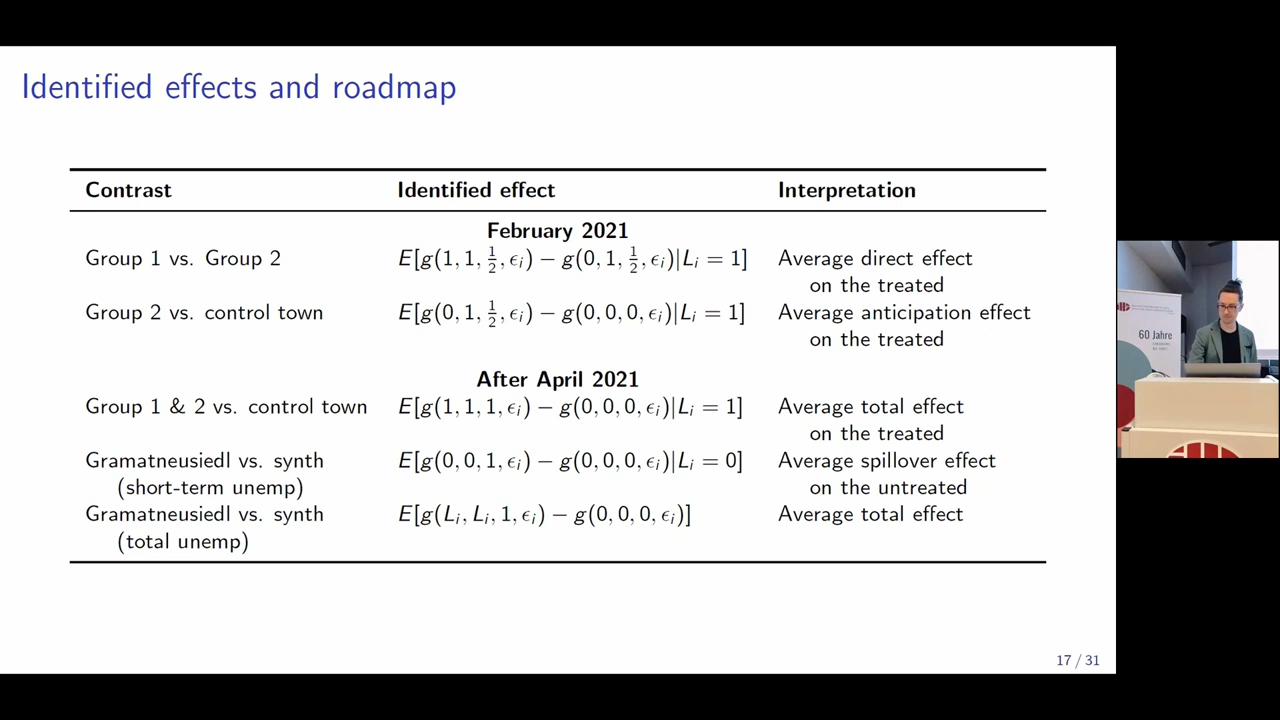 Identified effects and roadmap
Contrast Identified effect Interpretation
February 2021
Group 1 vs. Group 2 E[g(1, 1, ½, ϵᵢ) − g(0, 1, ½, ϵᵢ)|Lᵢ = 1] Average direct effect
on the treated
Group 2 vs. control town E[g(0, 1, ½, ϵᵢ) − g(0, 0, 0, ϵᵢ)|Lᵢ = 1] Average anticipation effect
on the treated
After April 2021
Group 1 & 2 vs. control town E[g(1, 1, 1, ϵᵢ) − g(0, 0, 0, ϵᵢ)|Lᵢ = 1] Average total effect
on the treated
Gramatneusiedl vs. synth E[g(0, 0, 1, ϵᵢ) − g(0, 0, 0, ϵᵢ)|Lᵢ = 0] Average spillover effect
(short-term unemp) on the untreated
Gramatneusiedl vs. synth E[g(Lᵢ, Lᵢ, 1, ϵᵢ) − g(0, 0, 0, ϵᵢ)] Average total effect
(total unemp)
17 / 31
60 Jahre